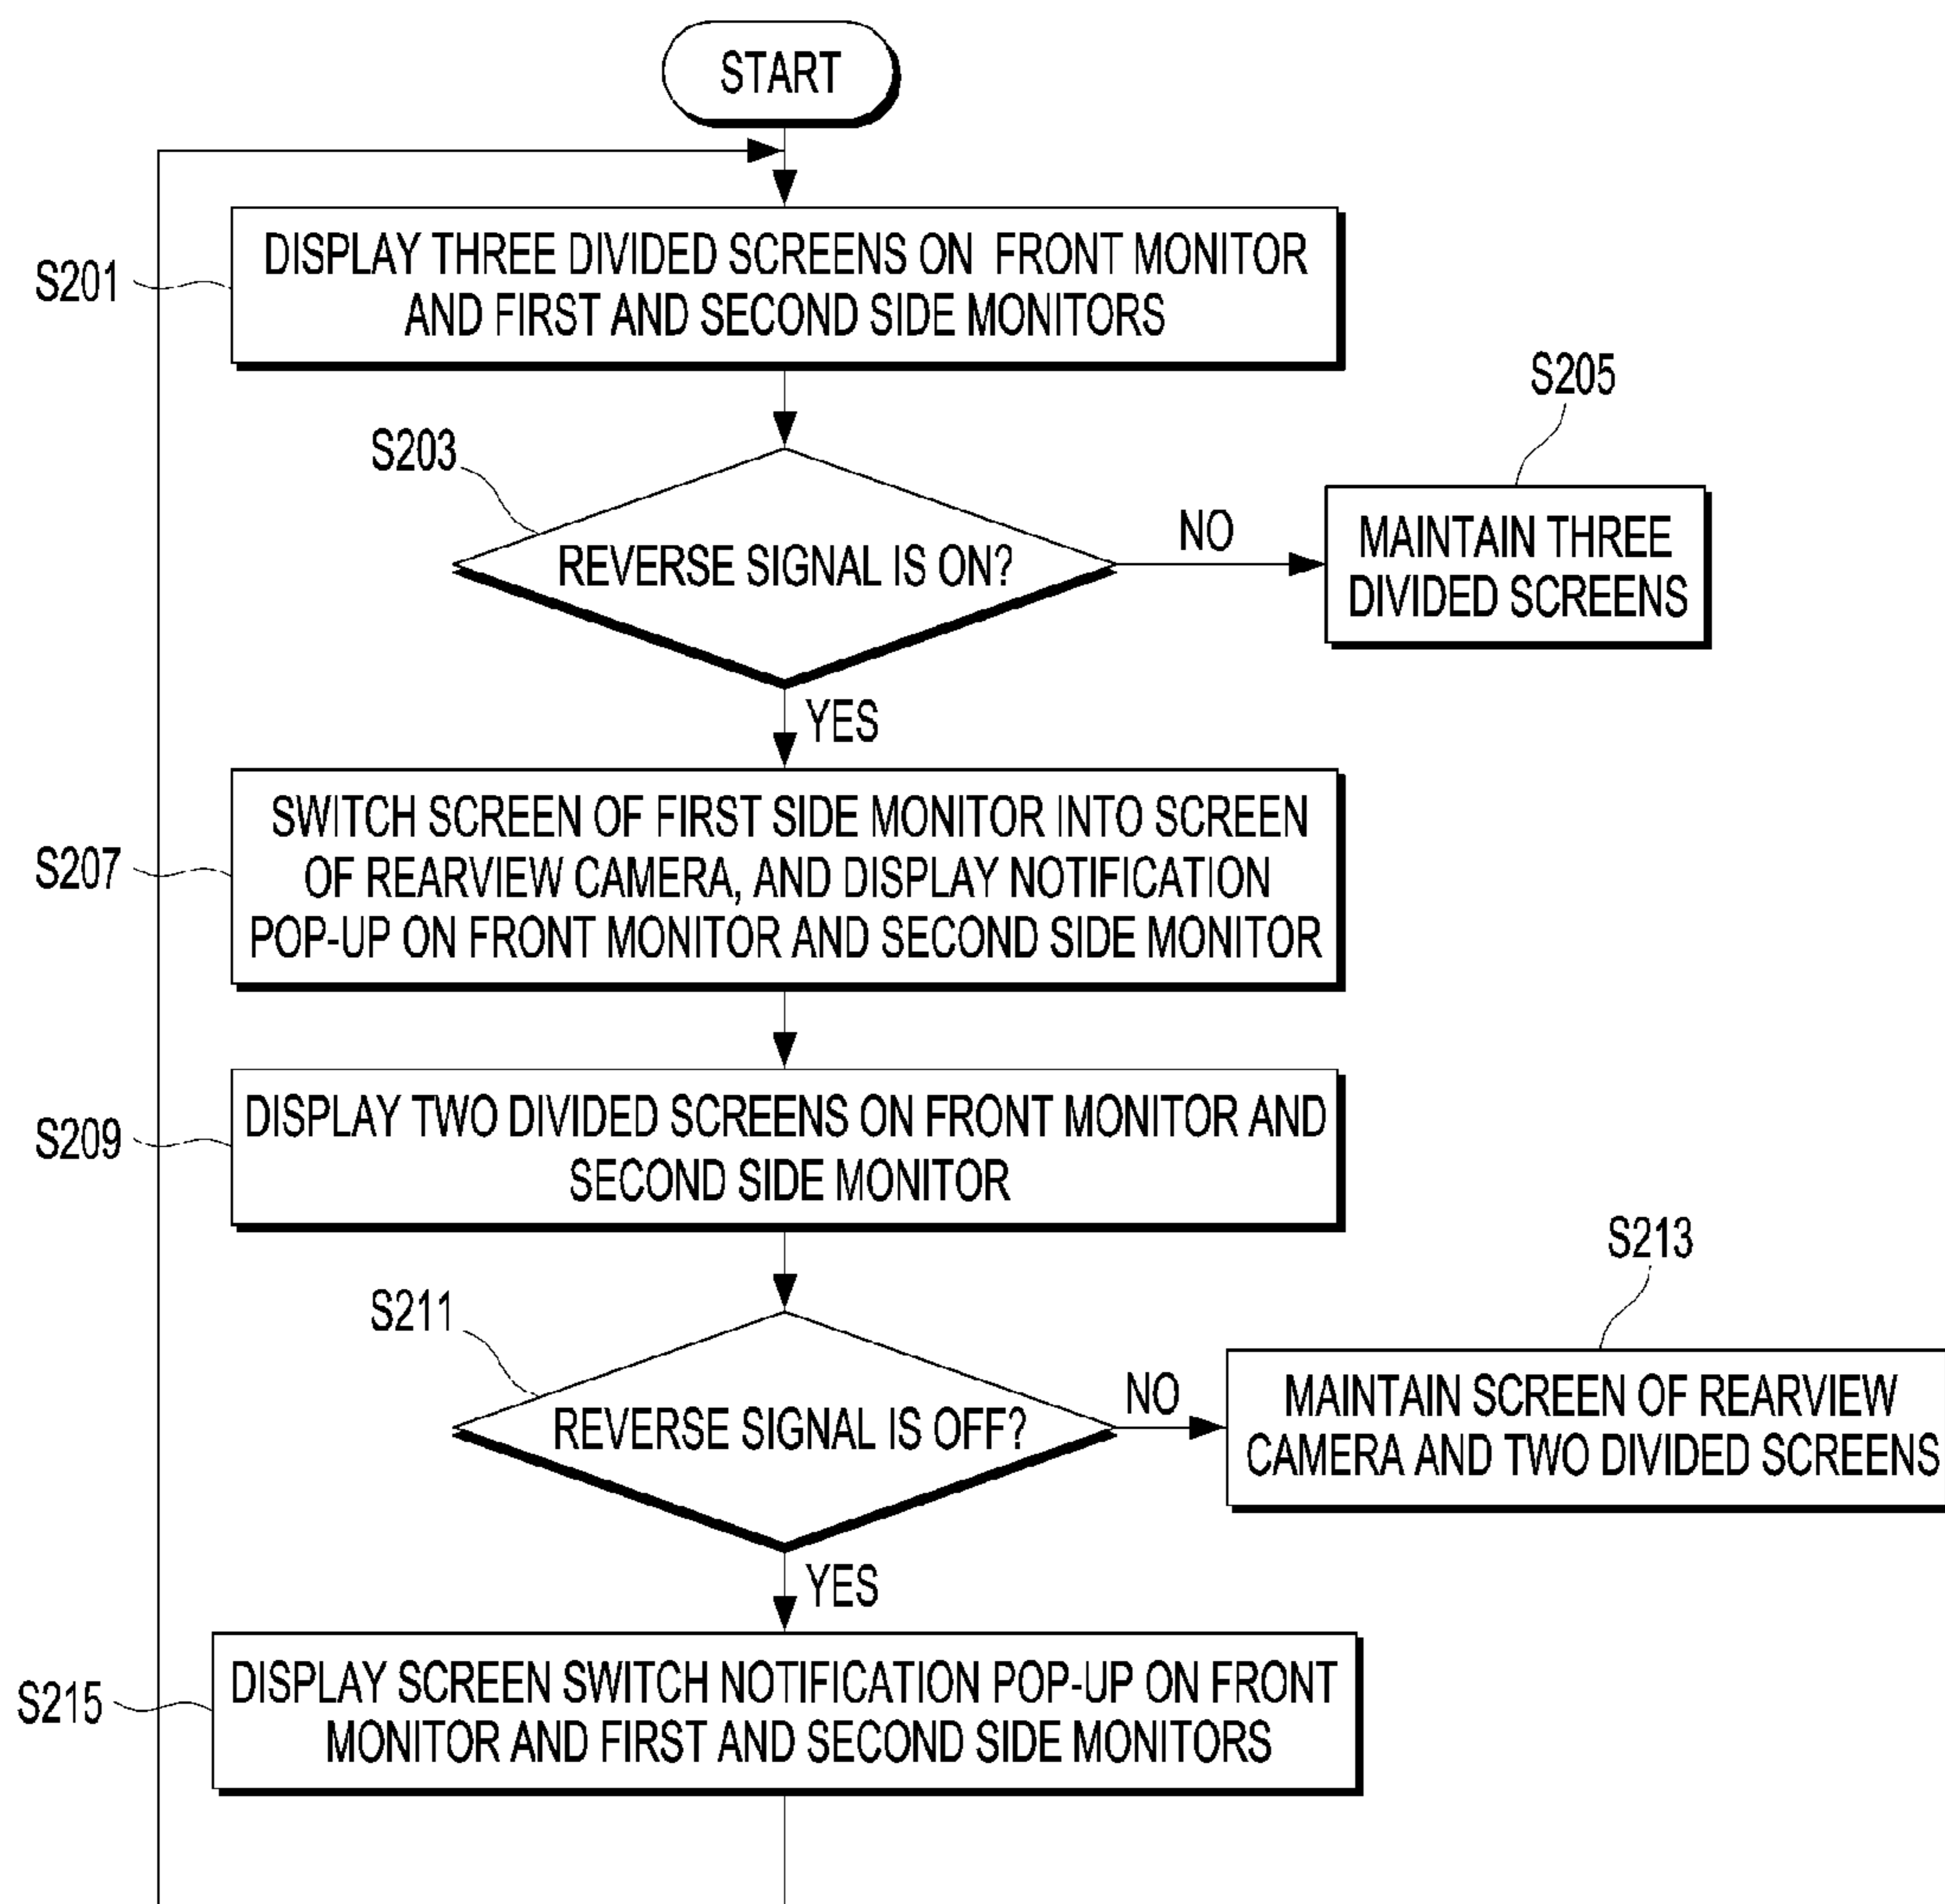 START
S201
DISPLAY THREE DIVIDED SCREENS ON FRONT MONITOR
AND FIRST AND SECOND SIDE MONITORS
S203
REVERSE SIGNAL IS ON?
NO
S205
MAINTAIN THREE
DIVIDED SCREENS
YES
S207
SWITCH SCREEN OF FIRST SIDE MONITOR INTO SCREEN
OF REARVIEW CAMERA, AND DISPLAY NOTIFICATION
POP-UP ON FRONT MONITOR AND SECOND SIDE MONITOR
S209
DISPLAY TWO DIVIDED SCREENS ON FRONT MONITOR AND
SECOND SIDE MONITOR
S211
REVERSE SIGNAL IS OFF?
NO
S213
MAINTAIN SCREEN OF REARVIEW
CAMERA AND TWO DIVIDED SCREENS
YES
S215
DISPLAY SCREEN SWITCH NOTIFICATION POP-UP ON FRONT
MONITOR AND FIRST AND SECOND SIDE MONITORS